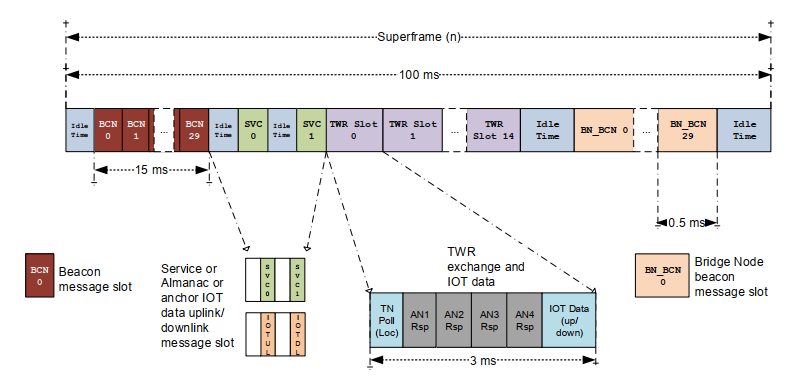 Superframe (n)
100 ms
Idle Time
BCN 0
BCN 1
...
BCN 29
Idle Time
SVC 0
Idle Time
SVC 1
TWR Slot 0
TWR Slot 1
...
TWR Slot 14
Idle Time
BN_BCN 0
...
BN_BCN 29
Idle Time
15 ms
0.5 ms
BCN 0
Beacon
message slot
Service or
Almanac or
anchor IOT
data uplink/
downlink
message slot
SVC0
SVC1
IOTUL
IOTDL
TWR
exchange and
IOT data
TN Poll (Loc)
AN1 Rsp
AN2 Rsp
AN3 Rsp
AN4 Rsp
IOT Data (up/ down)
3 ms
BN_BCN 0
Bridge Node
beacon
message slot